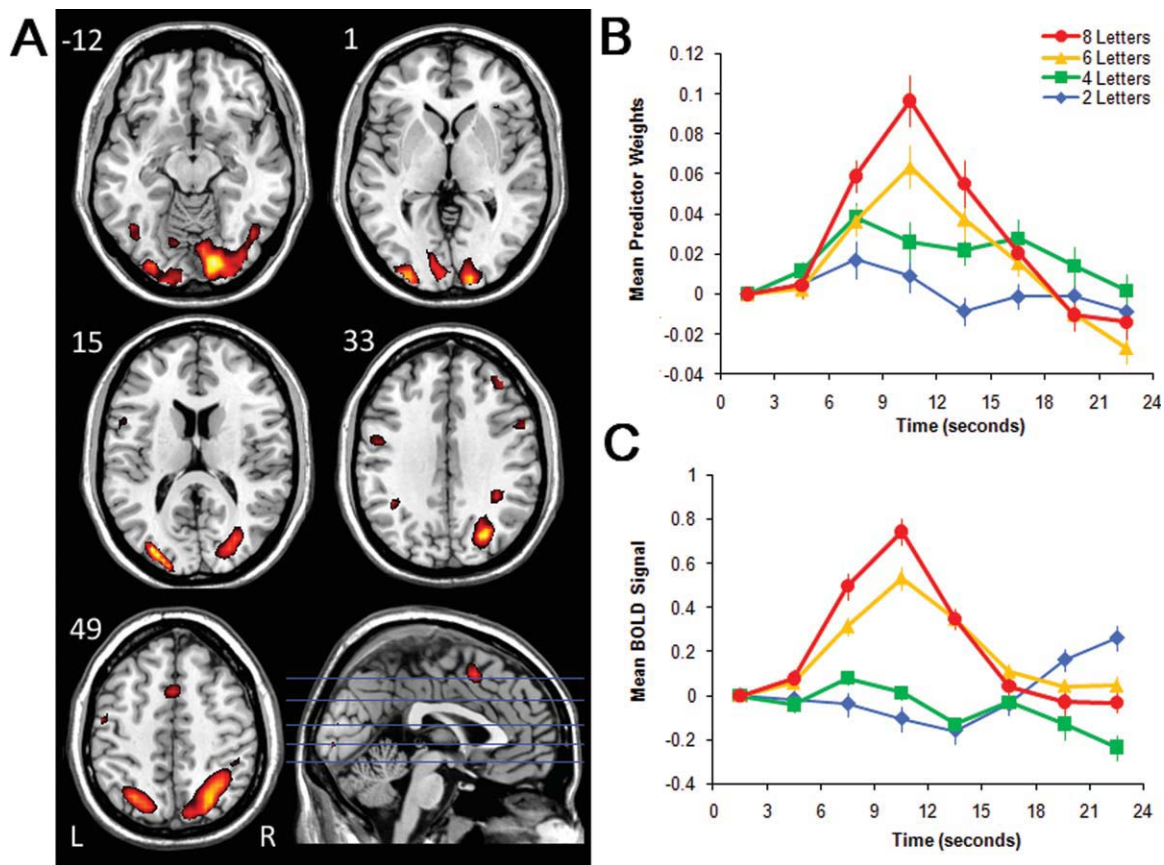 A
-12
1
15
33
49
L
R
B
Mean Predictor Weights
0.12
0.1
0.08
0.06
0.04
0.02
0
-0.02
-0.04
0 3 6 9 12 15 18 21 24
Time (seconds)
8 Letters
6 Letters
4 Letters
2 Letters
C
Mean BOLD Signal
1
0.8
0.6
0.4
0.2
0
-0.2
-0.4
0 3 6 9 12 15 18 21 24
Time (seconds)